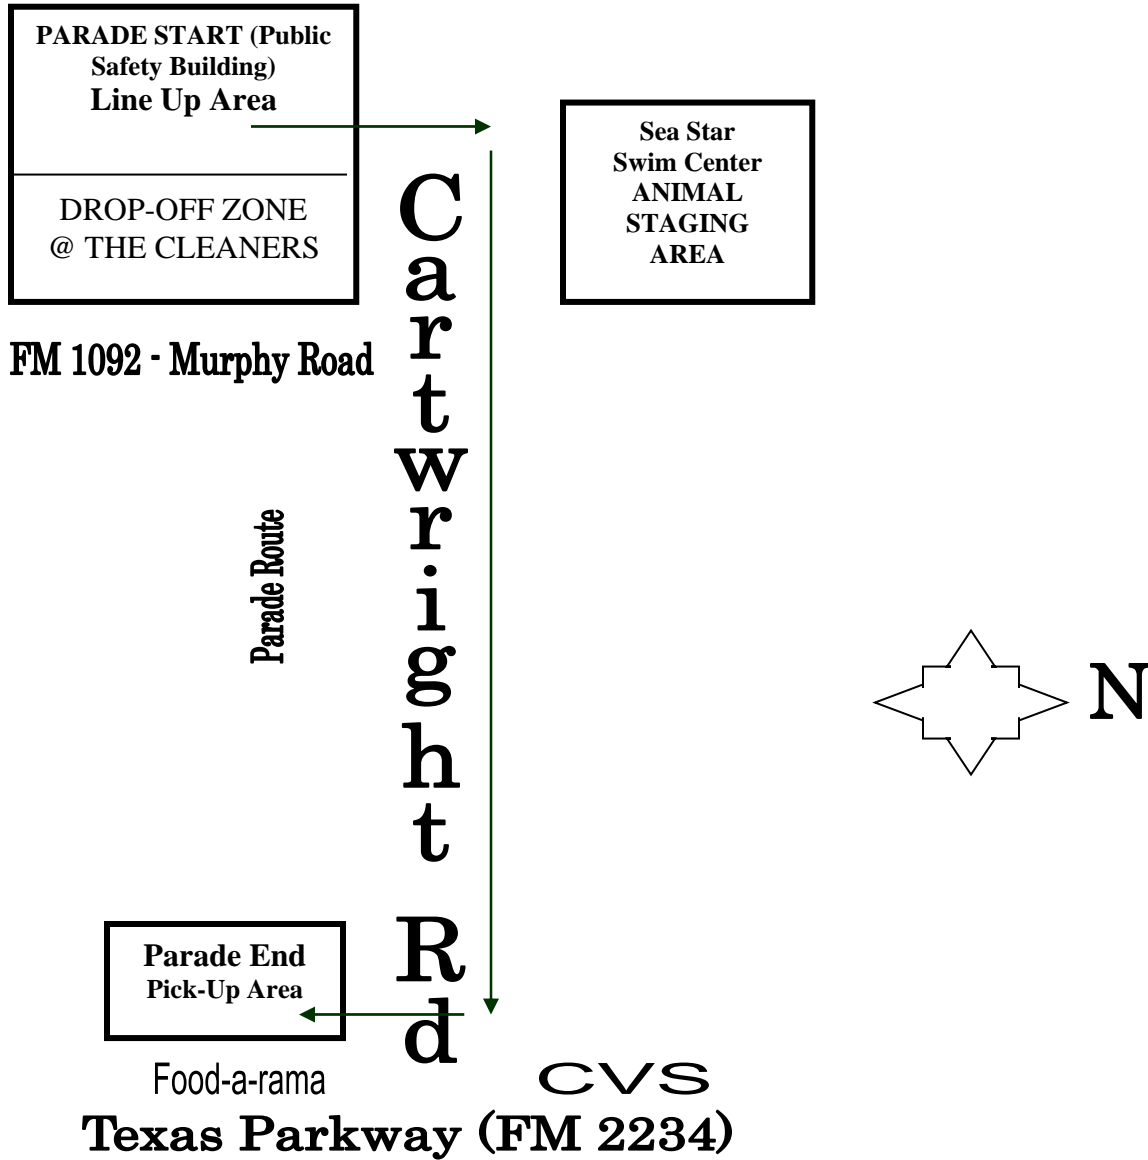 PARADE START (Public
Safety Building)
Line Up Area
DROP-OFF ZONE
@ THE CLEANERS
Sea Star
Swim Center
ANIMAL
STAGING
AREA
Cartwright Rd
FM 1092 - Murphy Road
Parade Route
N
Parade End
Pick-Up Area
Food-a-rama
CVS
Texas Parkway (FM 2234)